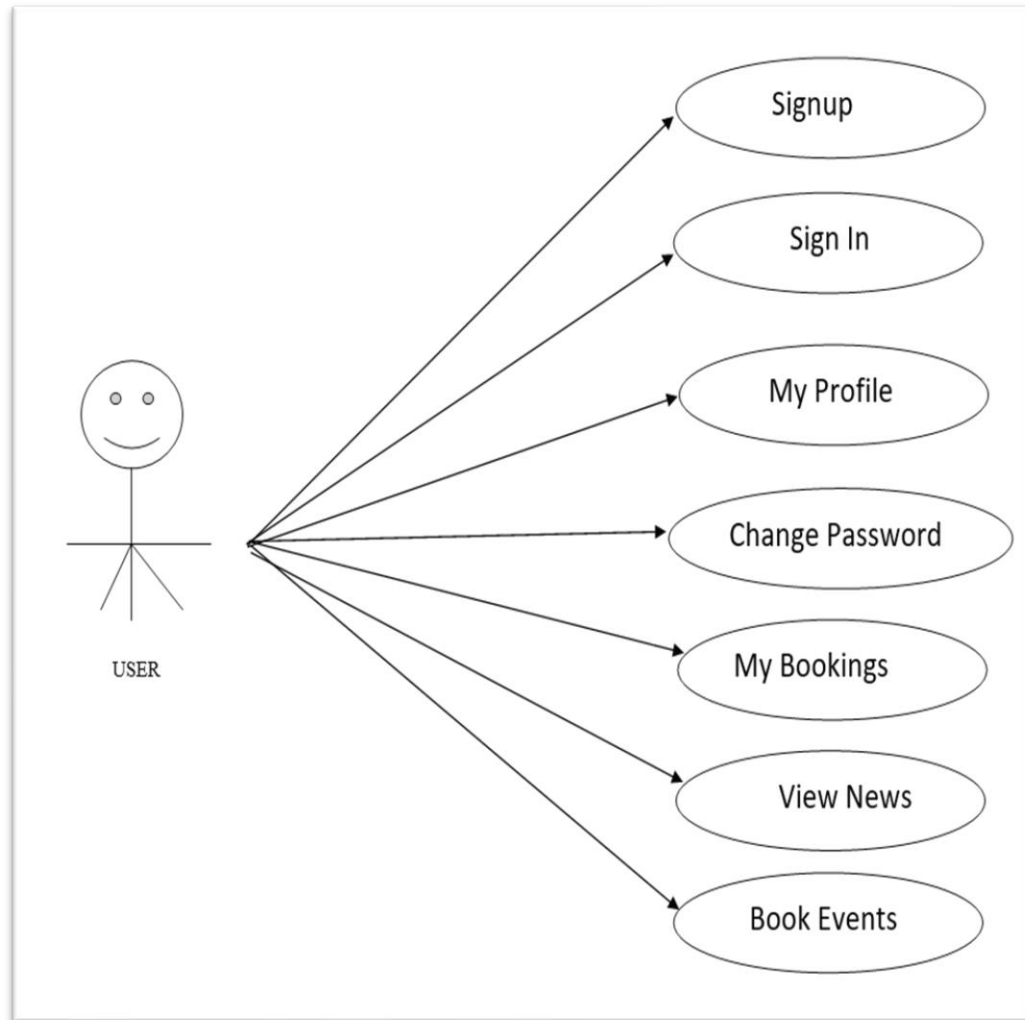 Signup
Sign In
My Profile
Change Password
My Bookings
View News
Book Events
USER